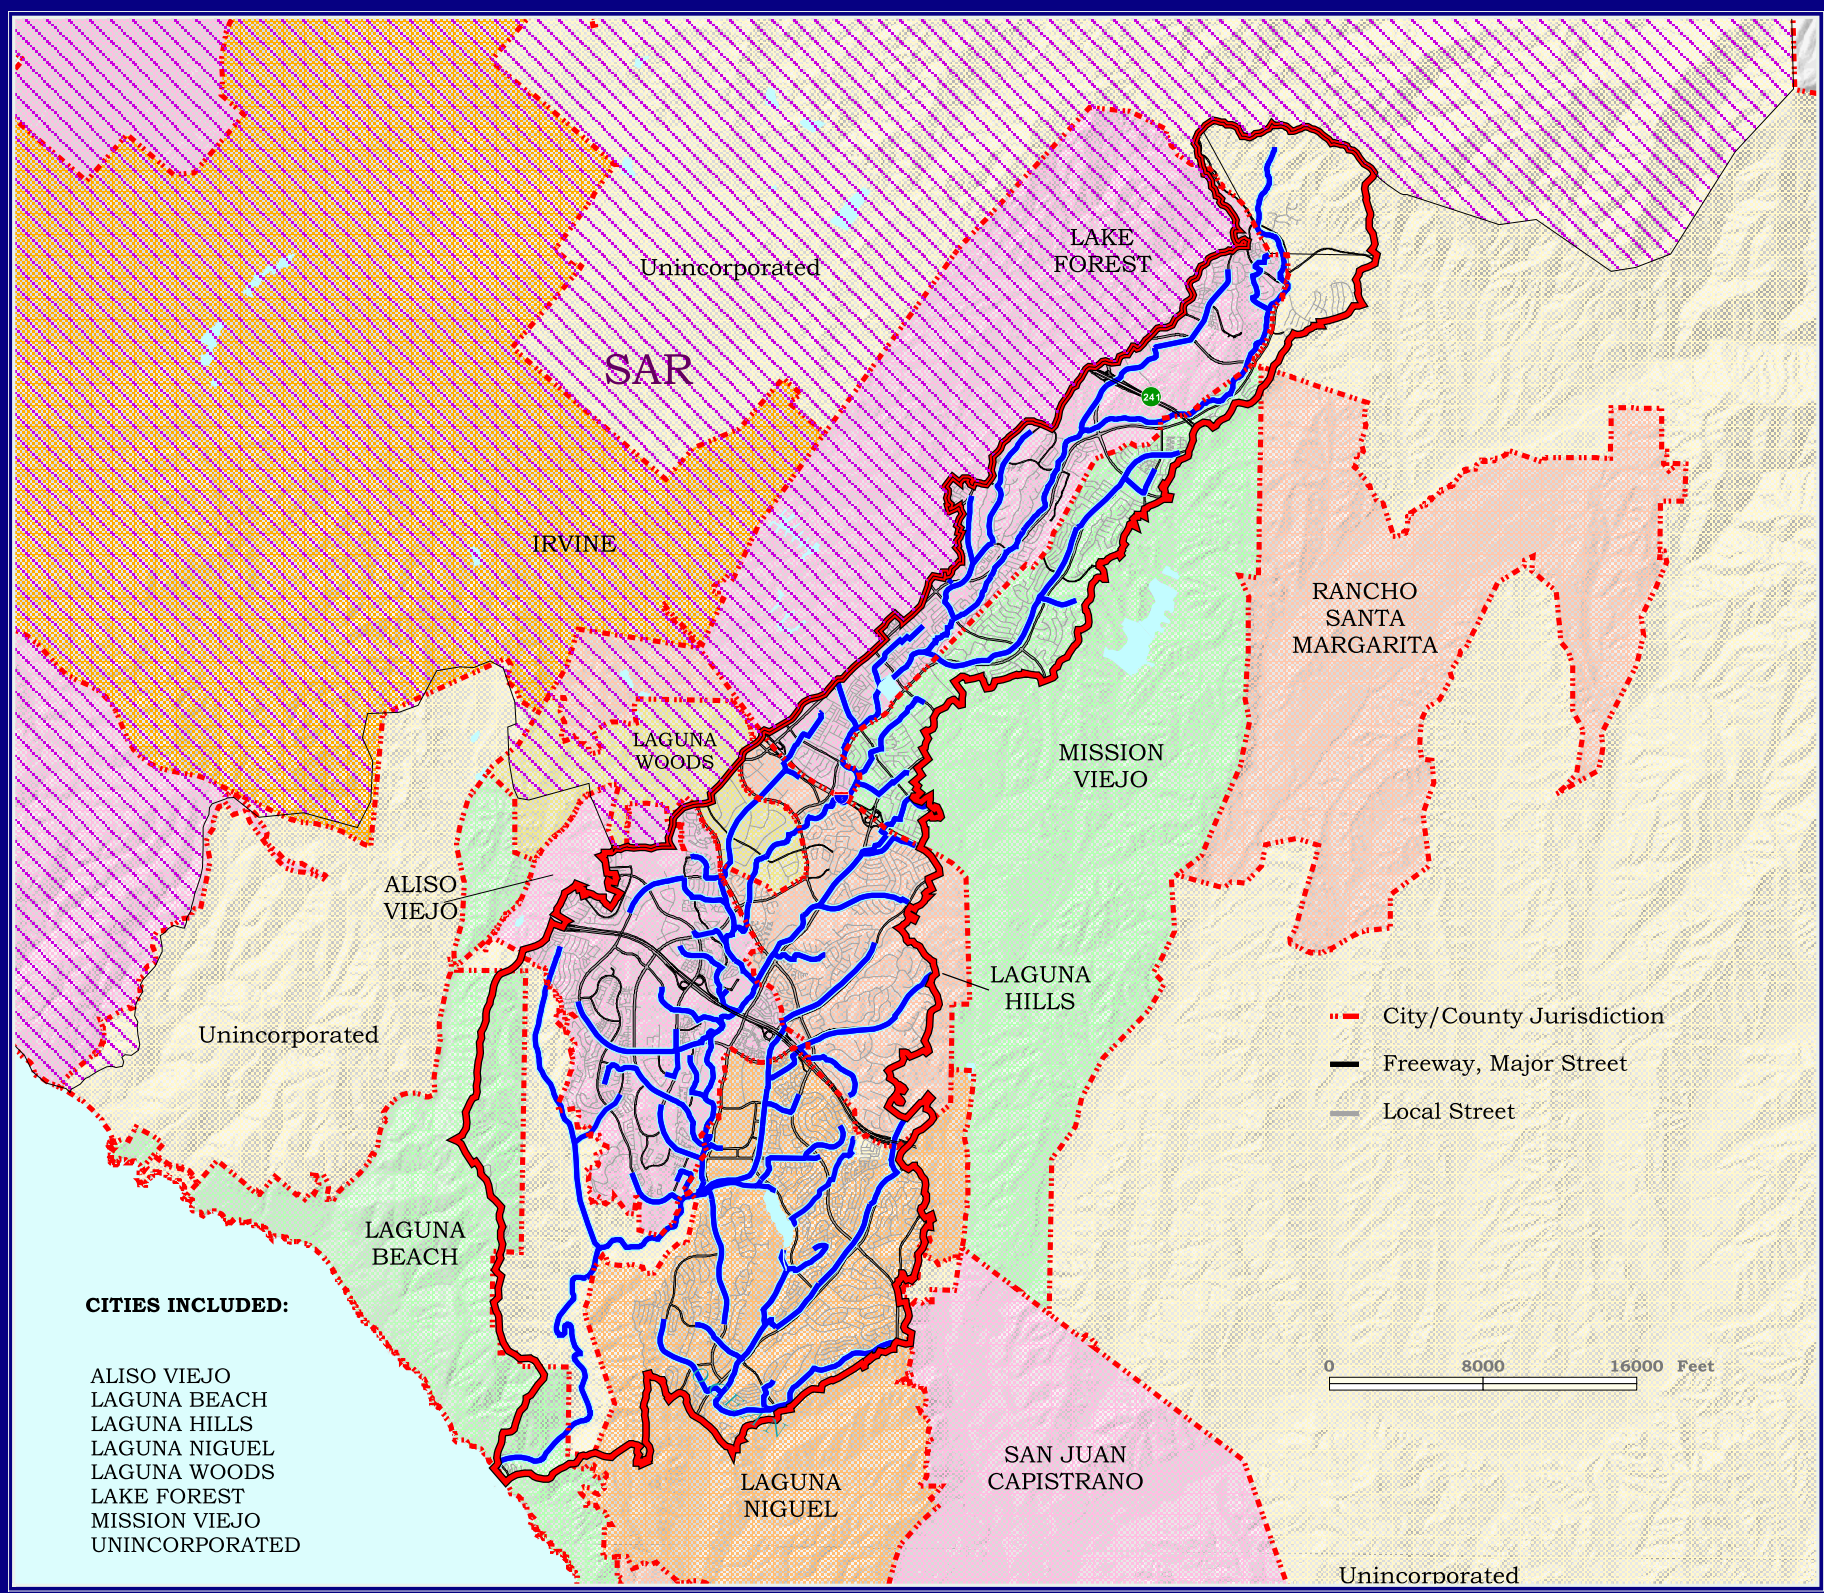 LAKE
FOREST
Unincorporated
SAR
241
IRVINE
RANCHO
SANTA
MARGARITA
LAGUNA
WOODS
MISSION
VIEJO
ALISO
VIEJO
LAGUNA
HILLS
Unincorporated
City/County Jurisdiction
Freeway, Major Street
Local Street
LAGUNA
BEACH
CITIES INCLUDED:
ALISO VIEJO
LAGUNA BEACH
LAGUNA HILLS
LAGUNA NIGUEL
LAGUNA WOODS
LAKE FOREST
MISSION VIEJO
UNINCORPORATED
0 8000 16000 Feet
SAN JUAN
CAPISTRANO
LAGUNA
NIGUEL
Unincorporated